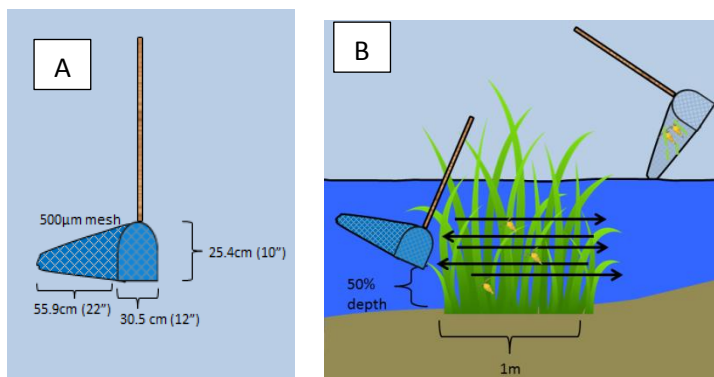 A
500µm mesh
25.4cm (10”)
55.9cm (22”)
30.5 cm (12”)
B
50%
depth
1m